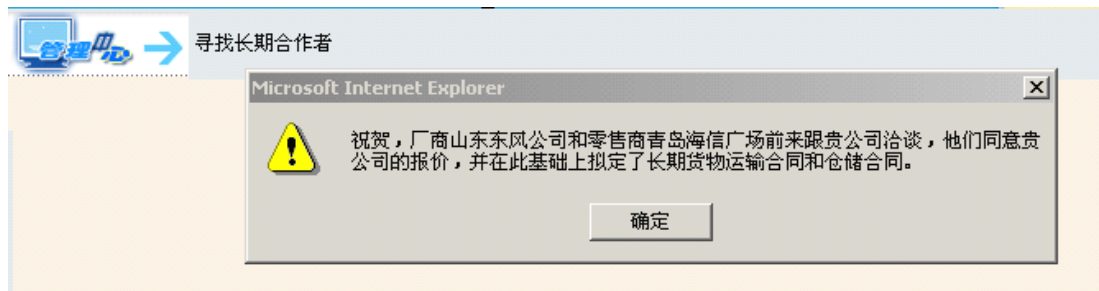 管理中心
寻找长期合作者
Microsoft Internet Explorer
祝贺，厂商山东东风公司和零售商青岛海信广场前来跟贵公司洽谈，他们同意贵
公司的报价，并在此基础上拟定了长期货物运输合同和仓储合同。
确定